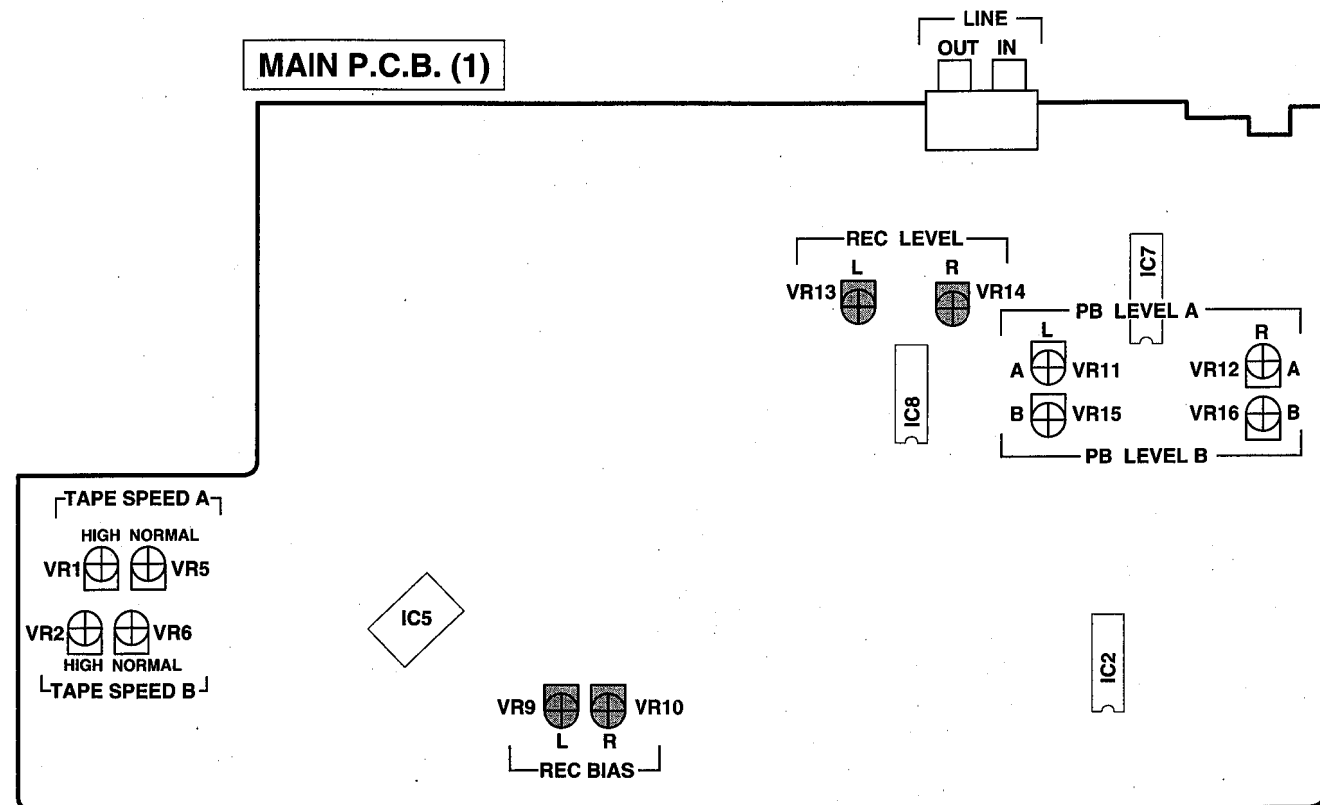 LINE
OUT IN
MAIN P.C.B. (1)
REC LEVEL
L R
VR13 VR14
IC7
PB LEVEL A
L R
A VR11 VR12 A
B VR15 VR16 B
PB LEVEL B
IC8
TAPE SPEED A
HIGH NORMAL
VR1 VR5
VR2 VR6
HIGH NORMAL
TAPE SPEED B
IC5
IC2
VR9 VR10
L R
REC BIAS